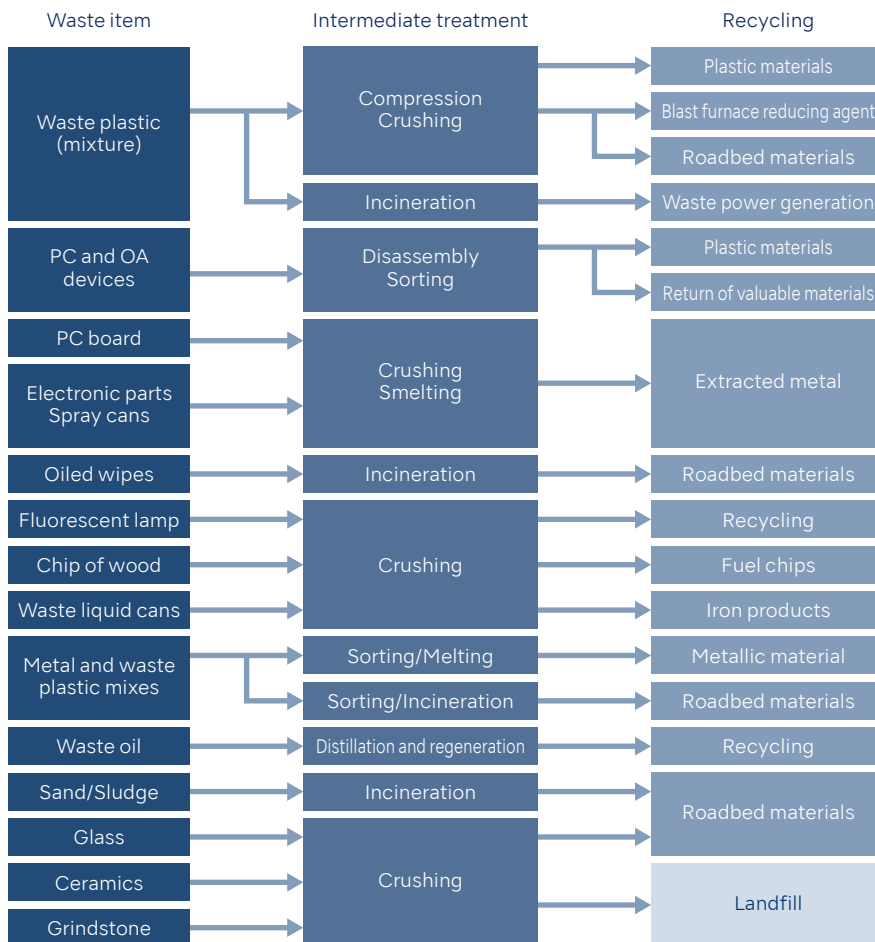 Waste item
Intermediate treatment
Recycling
Waste plastic
(mixture)
Compression
Crushing
Plastic materials
Blast furnace reducing agent
Roadbed materials
Incineration
Waste power generation
PC and OA
devices
Disassembly
Sorting
Plastic materials
Return of valuable materials
PC board
Electronic parts
Spray cans
Crushing
Smelting
Extracted metal
Oiled wipes
Incineration
Roadbed materials
Fluorescent lamp
Chip of wood
Waste liquid cans
Crushing
Recycling
Fuel chips
Iron products
Metal and waste
plastic mixes
Sorting/Melting
Metallic material
Sorting/Incineration
Roadbed materials
Waste oil
Distillation and regeneration
Recycling
Sand/Sludge
Incineration
Roadbed materials
Glass
Ceramics
Grindstone
Crushing
Landfill